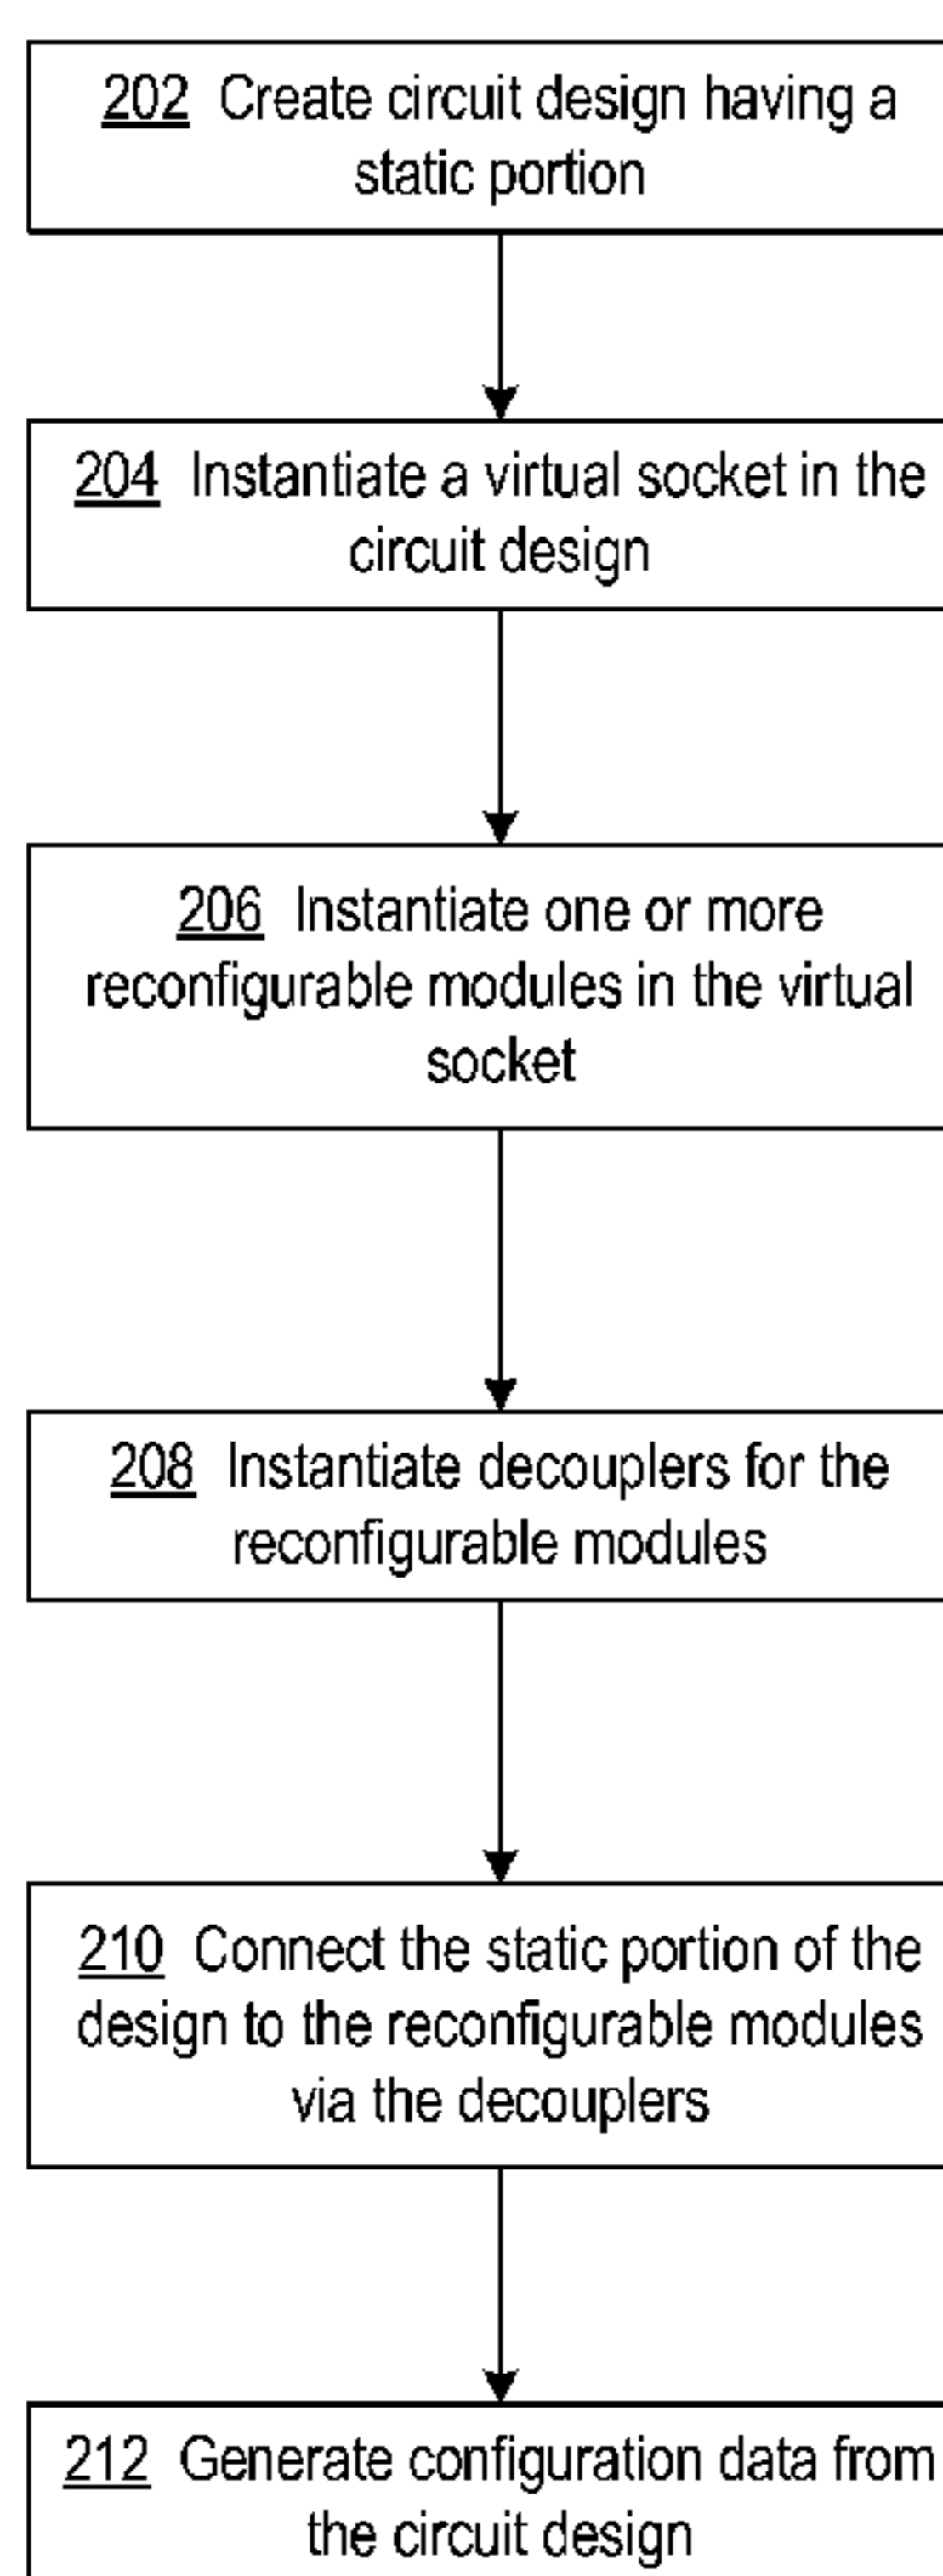 202 Create circuit design having a
static portion
204 Instantiate a virtual socket in the
circuit design
206 Instantiate one or more
reconfigurable modules in the virtual
socket
208 Instantiate decouplers for the
reconfigurable modules
210 Connect the static portion of the
design to the reconfigurable modules
via the decouplers
212 Generate configuration data from
the circuit design